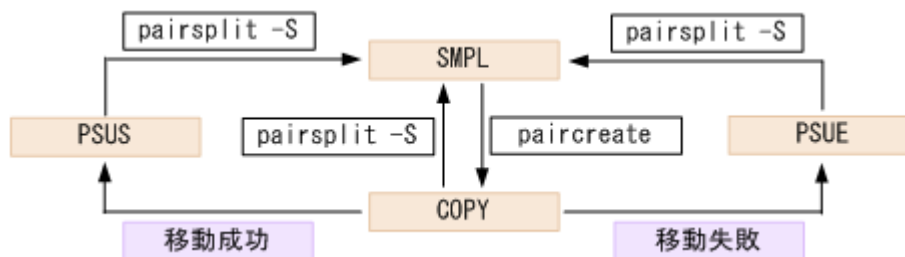 pairsplit -S
pairsplit -S
SMPL
PSUS
pairsplit -S
paircreate
PSUE
COPY
移動成功
移動失敗